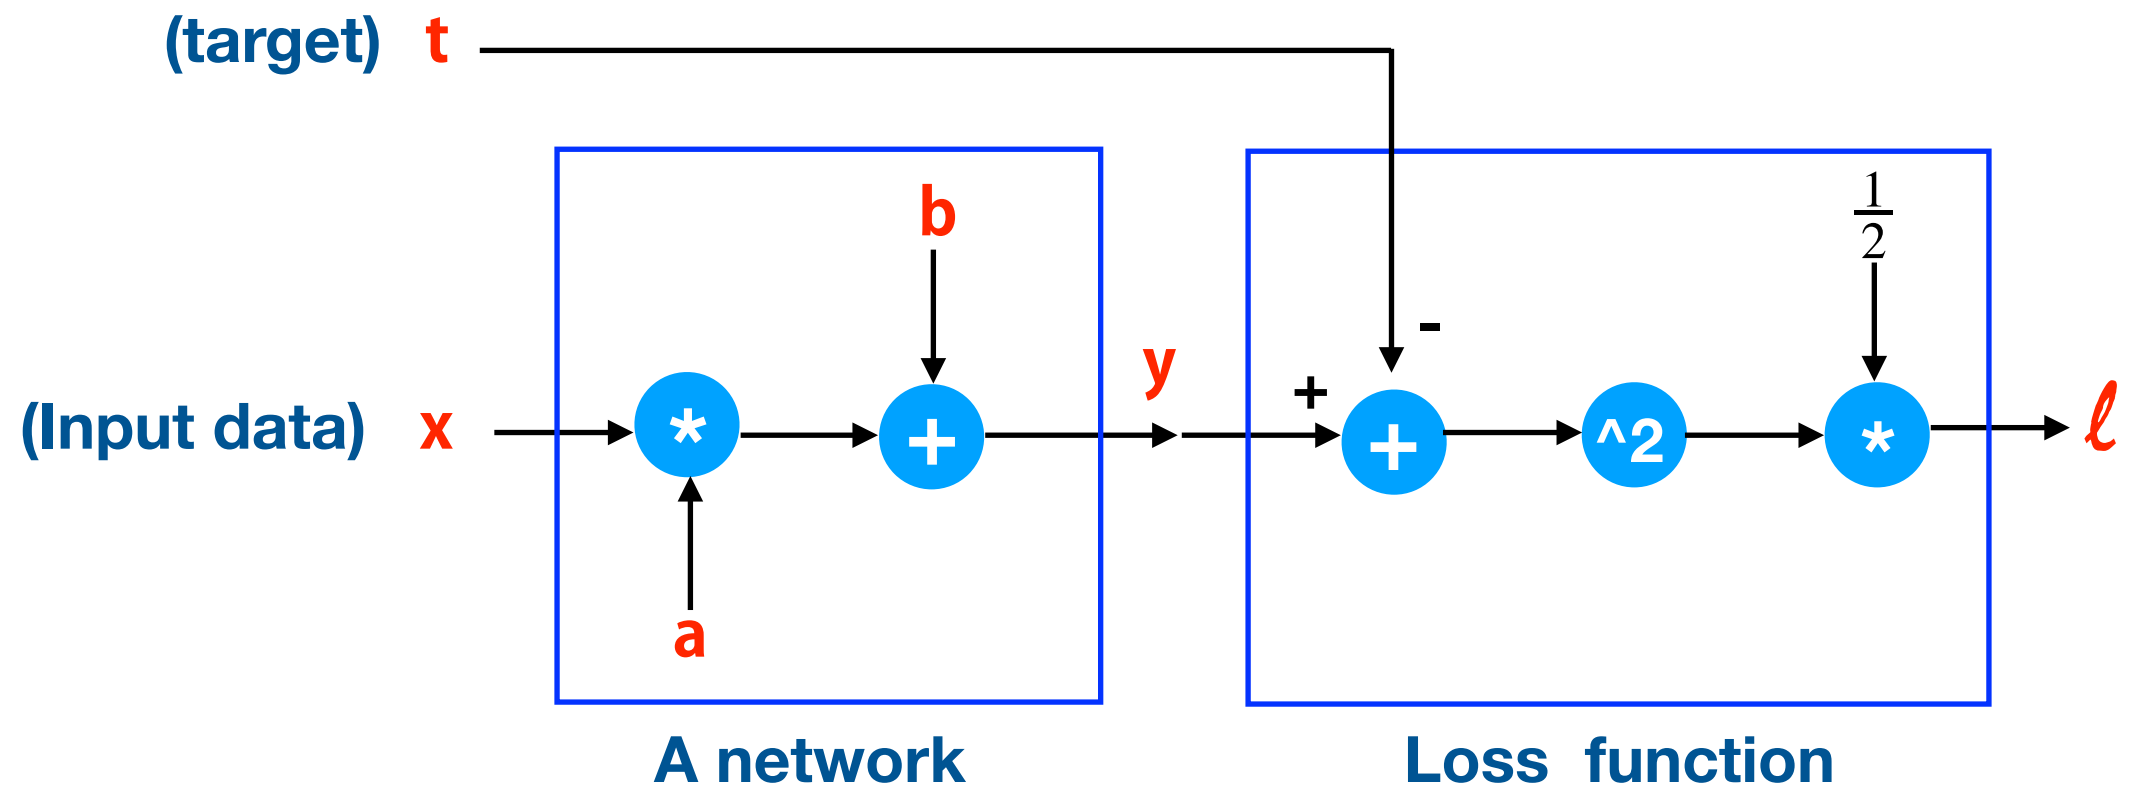 (target) t
b
1
2
-
y
+
(Input data) x
*
+
+
^2
*
ℓ
a
A network
Loss function